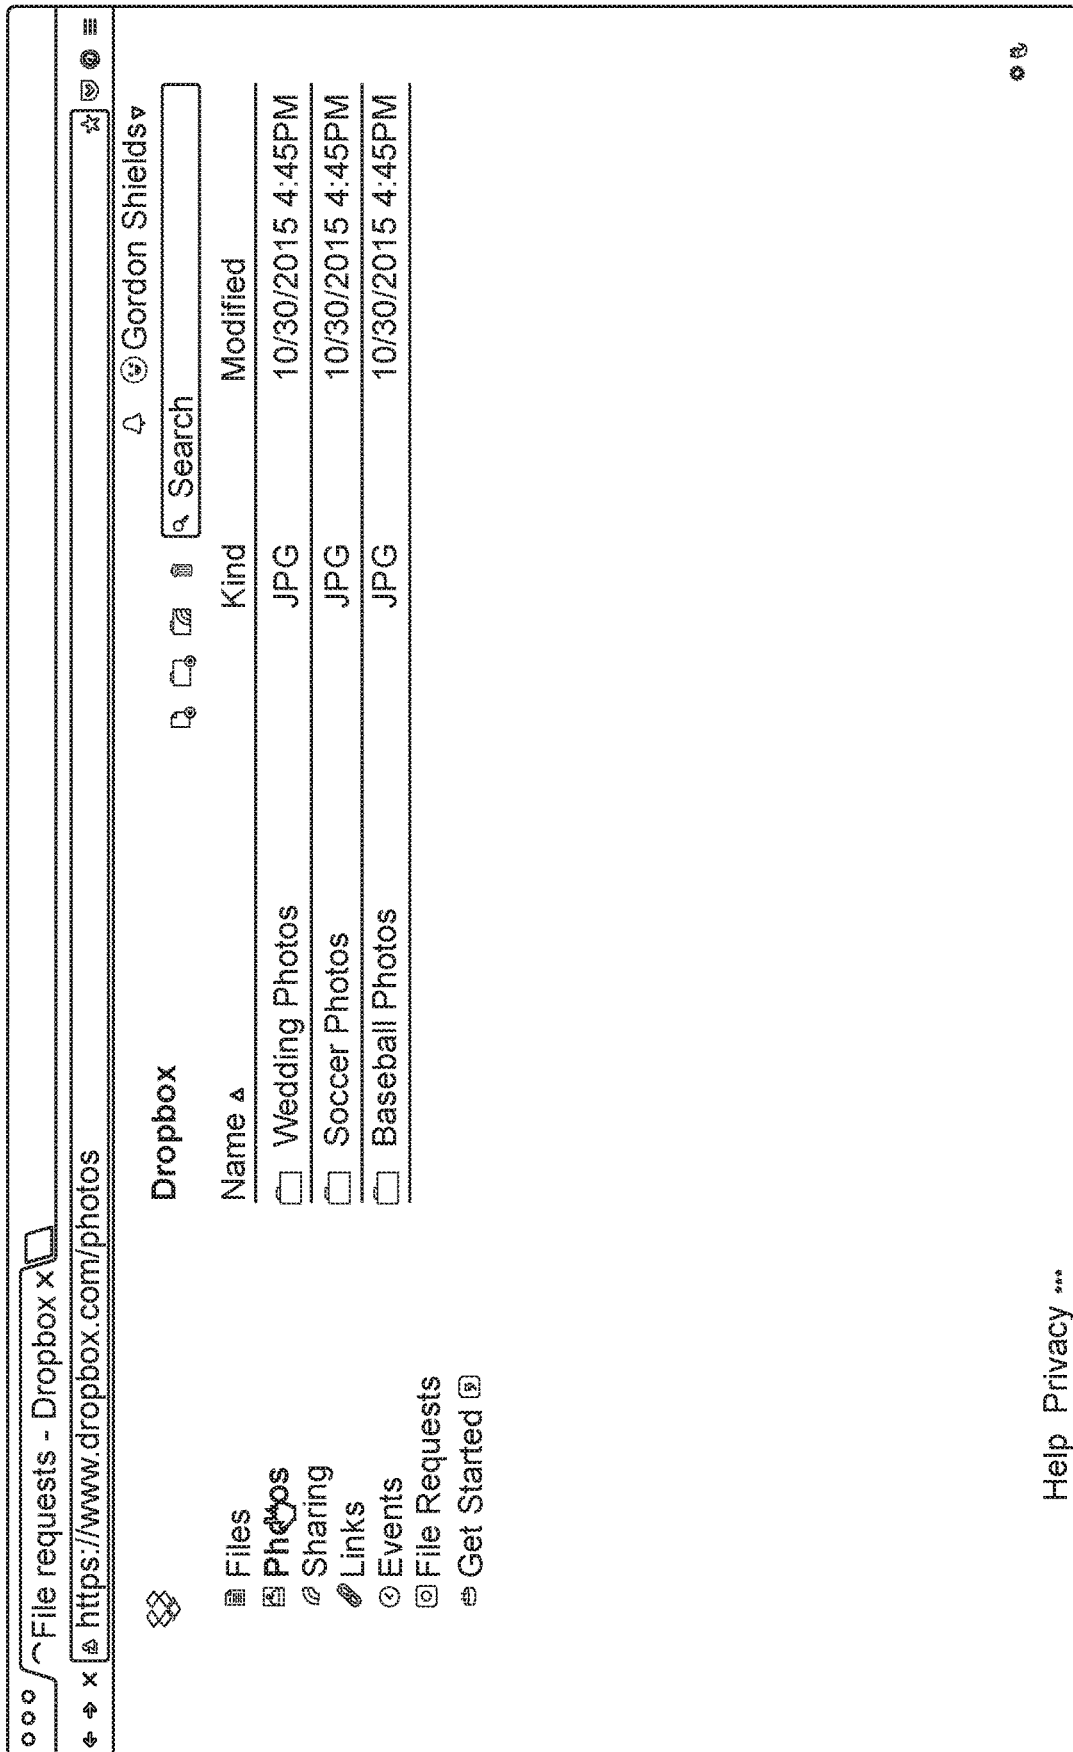 File requests - Dropbox x
https://www.dropbox.com/photos
Gordon Shields
Dropbox
Search
Name Kind Modified
Wedding Photos JPG 10/30/2015 4:45PM
Soccer Photos JPG 10/30/2015 4:45PM
Baseball Photos JPG 10/30/2015 4:45PM
Files
Photos
Sharing
Links
Events
File Requests
Get Started
Help Privacy •••